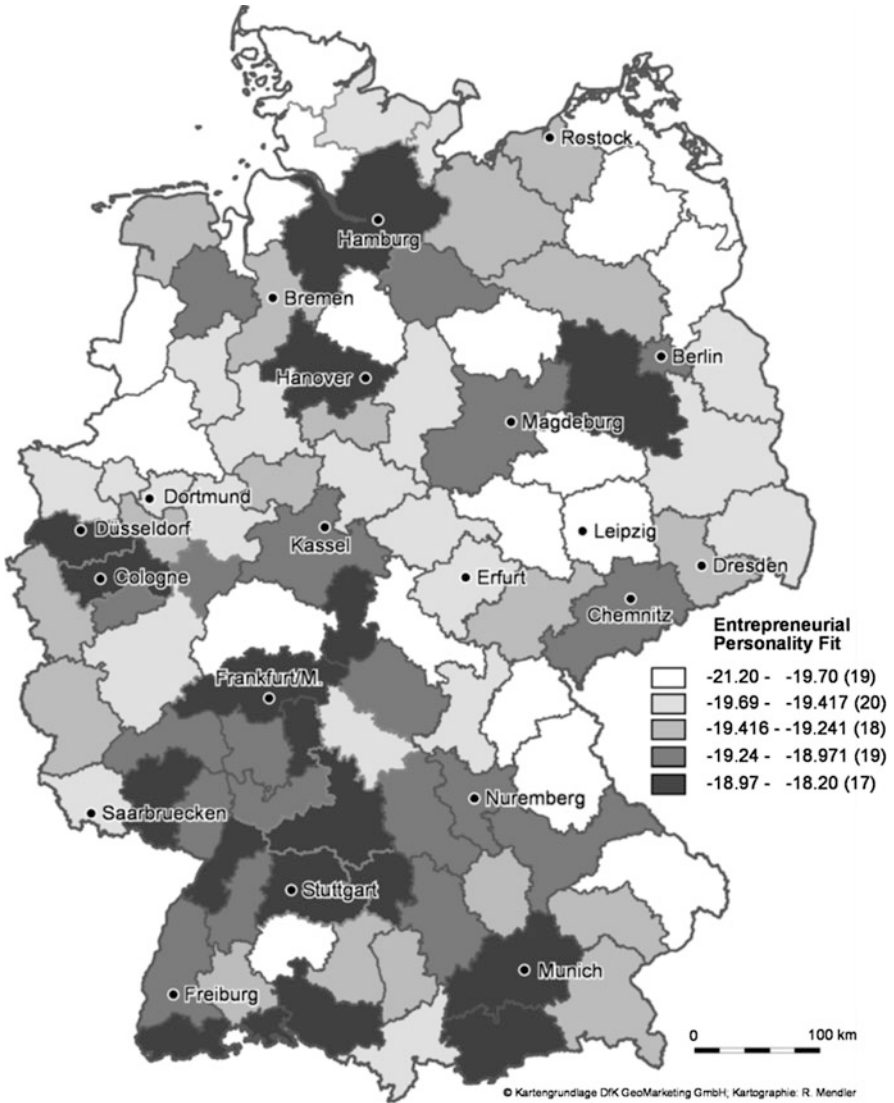 Rostock
Hamburg
Bremen
Berlin
Hanover
Magdeburg
Dortmund
Düsseldorf
Kassel
Leipzig
Cologne
Erfurt
Dresden
Chemnitz
Entrepreneurial
Personality Fit
-21.20 - -19.70 (19)
-19.69 - -19.417 (20)
-19.416 - -19.241 (18)
-19.24 - -18.971 (19)
-18.97 - -18.20 (17)
Frankfurt/M.
Nuremberg
Saarbruecken
Stuttgart
Munich
Freiburg
0 100 km
© Kartengrundlage DfK GeoMarketing GmbH; Kartographie: R. Mendler